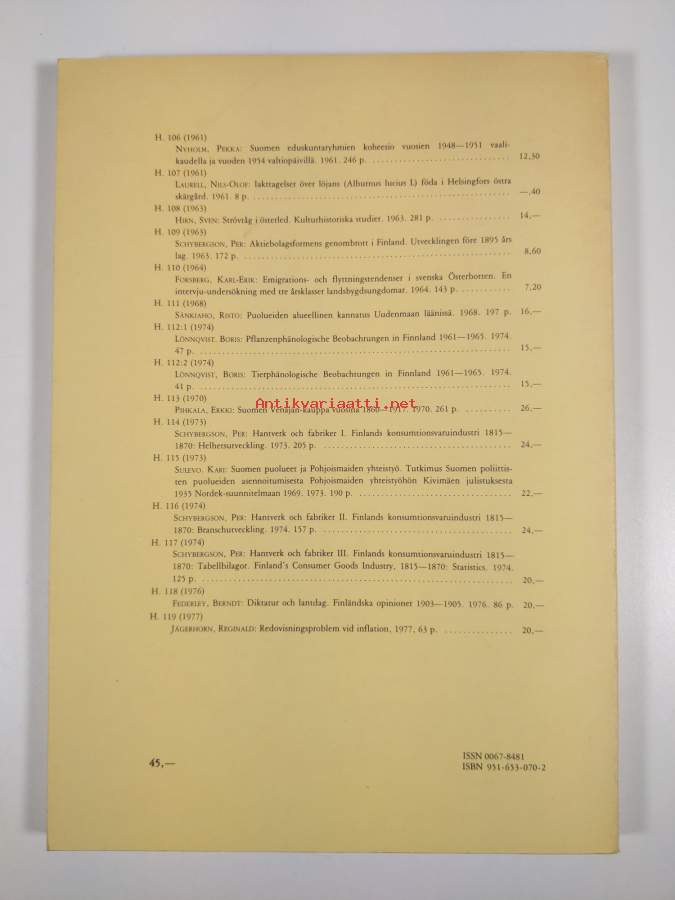 H. 106 (1961)
NYHOLM, PEKKA: Suomen eduskuntaryhmien koheesio vuosien 1948—1951 vaali-
kaudella ja vuoden 1954 valtiopäivillä. 1961. 246 p. 12,30
H. 107 (1961)
LAURELL, NILS-OLOF: Iakttagelser över löjans (Alburnus lucius L) föda i Helsingfors östra
skärgård. 1961. 8 p. —,40
H. 108 (1963)
HIRN, SVEN: Strövtåg i österled. Kulturhistoriska studier. 1963. 281 p. 14,—
H. 109 (1963)
SCHYBERGSON, PER: Aktiebolagsformens genombrott i Finland. Utvecklingen före 1895 års
lag. 1963. 172 p. 8,60
H. 110 (1964)
FORSBERG, KARL-ERIK: Emigrations- och flyttningstendenser i svenska Österbotten. En
intervju-undersökning med tre årsklasser landsbygdsungdomar. 1964. 143 p. 7,20
H. 111 (1968)
SÄNKIAHO, RISTO: Puolueiden alueellinen kannatus Uudenmaan läänissä. 1968. 197 p. 16,—
H. 112:1 (1974)
LÖNNQVIST. BORIS: Pflanzenphänologische Beobachrungen in Finnland 1961—1965. 1974.
47 p. 15,—
H. 112:2 (1974)
LÖNNQVIST, BORIS: Tierphänologische Beobachtungen in Finnland 1961—1965. 1974.
41 p. 15,—
H. 113 (1970)
Antikvariaatti.net
PIHKALA, ERKKI: Suomen Venäjän-kauppa vuosina 1860—1917. 1970. 261 p. 26,—
H. 114 (1973)
SCHYBERGSON, PER: Hantverk och fabriker I. Finlands konsumtionsvaruindustri 1815—
1870: Helhetsutveckling. 1973. 205 p. 24,—
H. 115 (1973)
SULEVO. KARI: Suomen puolueet ja Pohjoismaiden yhteistyö. Tutkimus Suomen poliittis-
ten puolueiden asennoitumisesta Pohjoismaiden yhteistyöhön Kivimäen julistuksesta
1935 Nordek-suunnitelmaan 1969. 1973. 190 p. 22,—
H. 116 (1974)
SCHYBERGSON, PER: Hantverk och fabriker II. Finlands konsumtionsvaruindustri 1815—
1870: Branschutveckling. 1974. 157 p. 24,—
H. 117 (1974)
SCHYBERGSON, PER: Hantverk och fabriker III. Finlands konsumtionsvaruindustri 1815—
1870: Tabellbilagor. Finland's Consumer Goods Industry, 1815—1870: Statistics. 1974.
125 p. 20,—
H. 118 (1976)
FEDERLEY, BERNDT: Diktatur och lantdag. Finländska opinioner 1903—1905. 1976. 86 p. 20,—
H. 119 (1977)
JÄGERHORN, REGINALD: Redovisningsproblem vid inflation, 1977. 63 p. 20,—
45,—
ISSN 0067-8481
ISBN 951-653-070-2